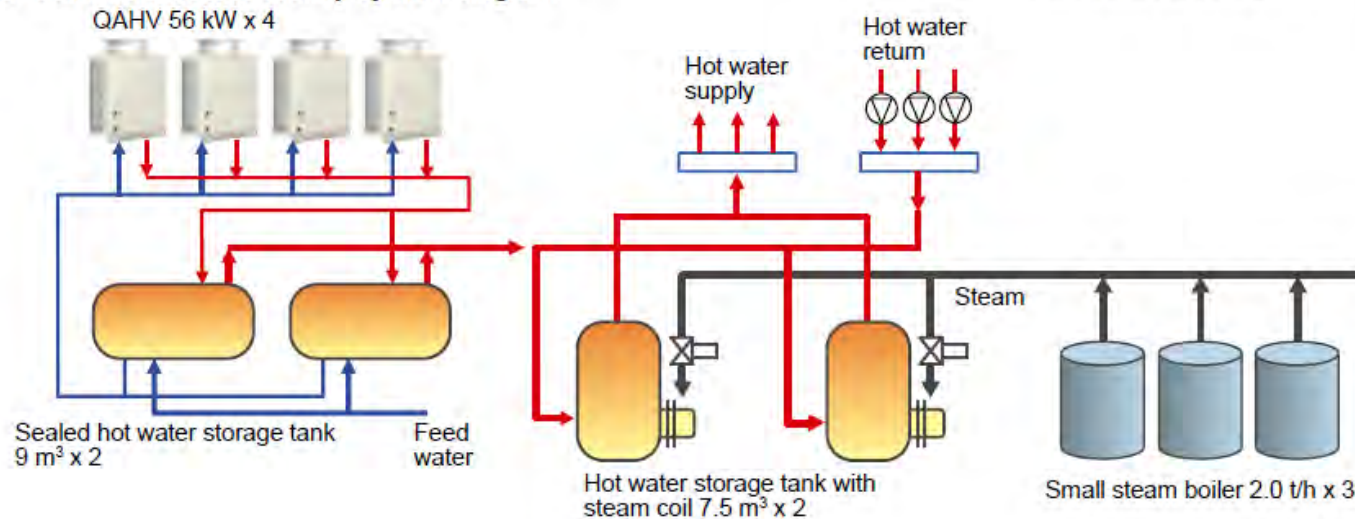 QAHV 56 kW x 4
Hot water
supply
Hot water
return
Steam
Sealed hot water storage tank
9 m³ x 2
Feed
water
Hot water storage tank with
steam coil 7.5 m³ x 2
Small steam boiler 2.0 t/h x 3